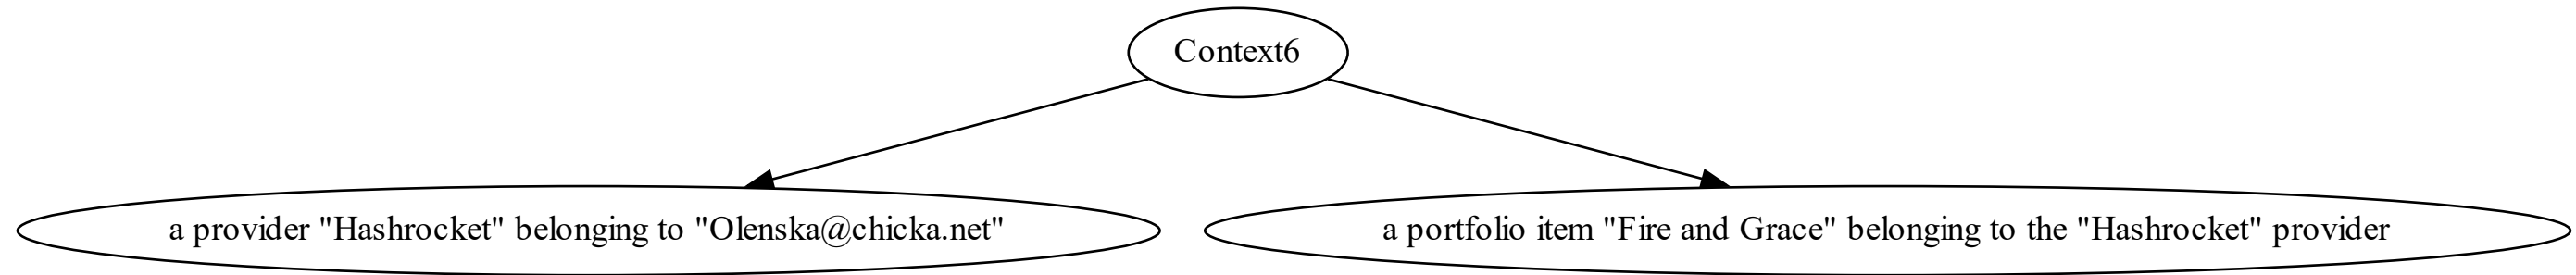 Context6
a provider "Hashrocket" belonging to "Olenska@chicka.net"
a portfolio item "Fire and Grace" belonging to the "Hashrocket" provider